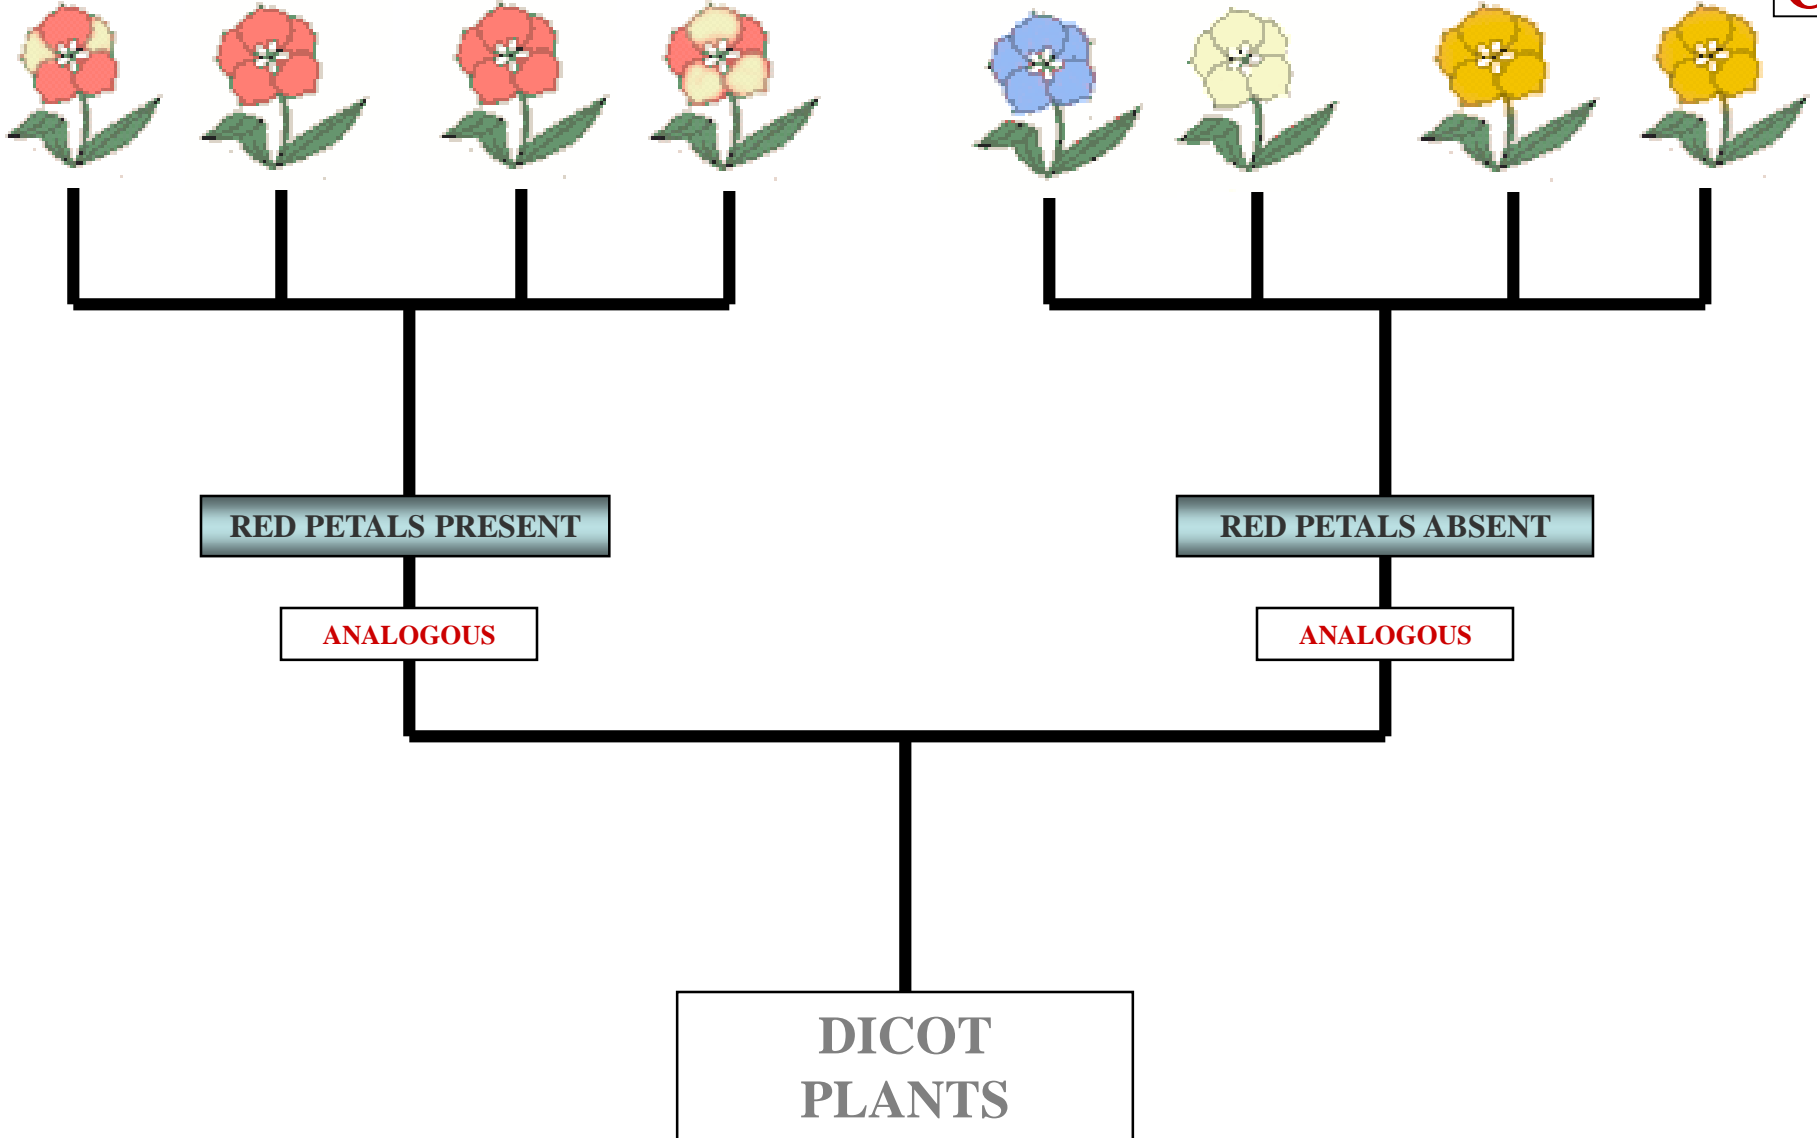 RED PETALS PRESENT
RED PETALS ABSENT
ANALOGOUS
ANALOGOUS
DICOT
PLANTS